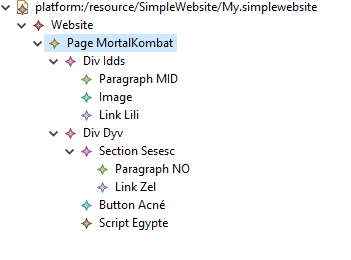 platform:/resource/SimpleWebsite/My.simplewebsite
Website
Page MortalKombat
Div Idds
Paragraph MID
Image
Link Lili
Div Dyv
Section Sesesc
Paragraph NO
Link Zel
Button Acné
Script Egypte